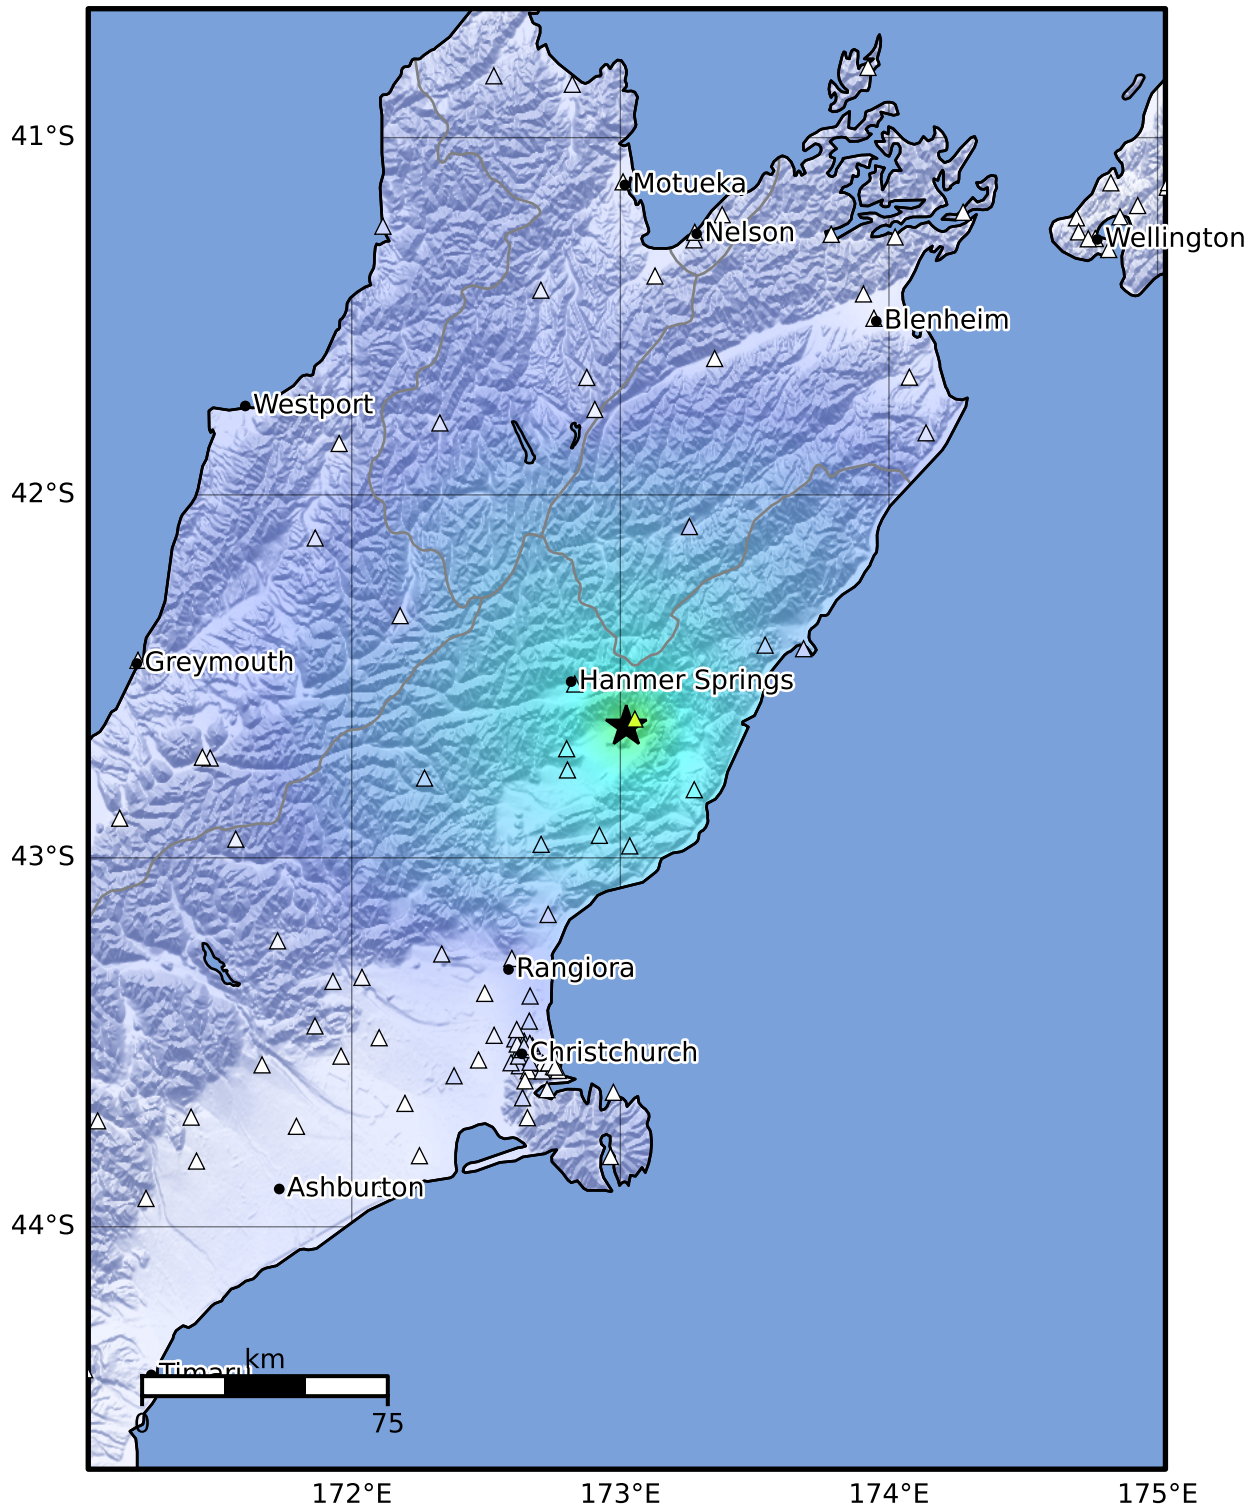 41°S
Motueka
Nelson
Wellington
Blenheim
Westport
42°S
Greymouth
Hanmer Springs
43°S
Rangiora
Christchurch
Ashburton
44°S
km
Timaru
0 75
172°E 173°E 174°E 175°E